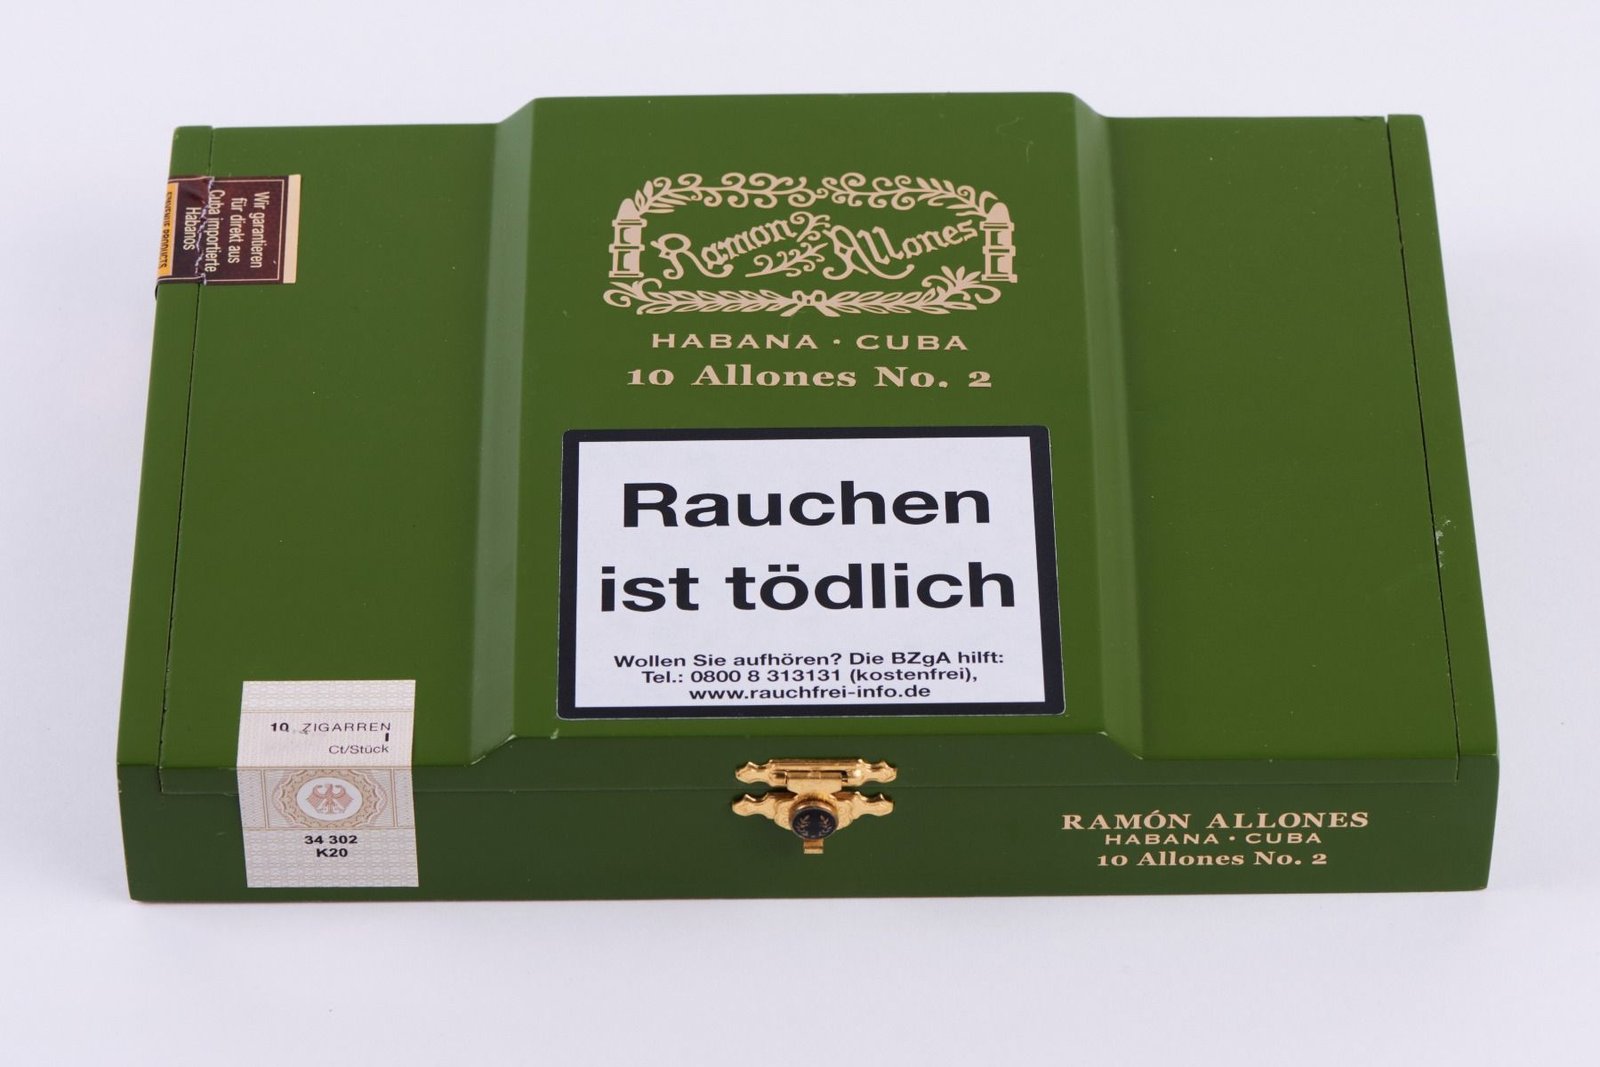 Wir garantieren
für direkt aus
Cuba importierte
Habanos
Ramon Allones
HABANA · CUBA
10 Allones No. 2
Rauchen
ist tödlich
Wollen Sie aufhören? Die BZgA hilft:
Tel.: 0800 8 313131 (kostenfrei),
www.rauchfrei-info.de
10 ZIGARREN
I
Ct/Stück
34 302
K20
RAMÓN ALLONES
HABANA · CUBA
10 Allones No. 2